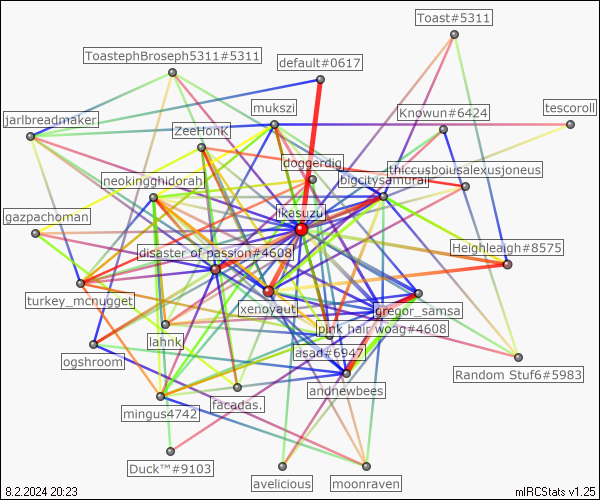 Toast#5311
ToastephBroseph5311#5311
default#0617
mukszi
Knowun#6424
tescoroll
jarlbreadmaker
ZeeHonK
doggerdig
thiccusboiusalexusjoneus
neokingghidorah
bigcitysamurai
gazpachoman
Ikasuzu
Heighleaigh#8575
disaster of passion#4608
turkey_mcnugget
xenoyaut
gregor_samsa
pink hair woag#4608
lahnk
asad#6947
ogshroom
Random Stuf6#5983
andnewbees
facadas.
mingus4742
Duck™#9103
avelicious
moonraven
8.2.2024 20:23
mIRCStats v1.25